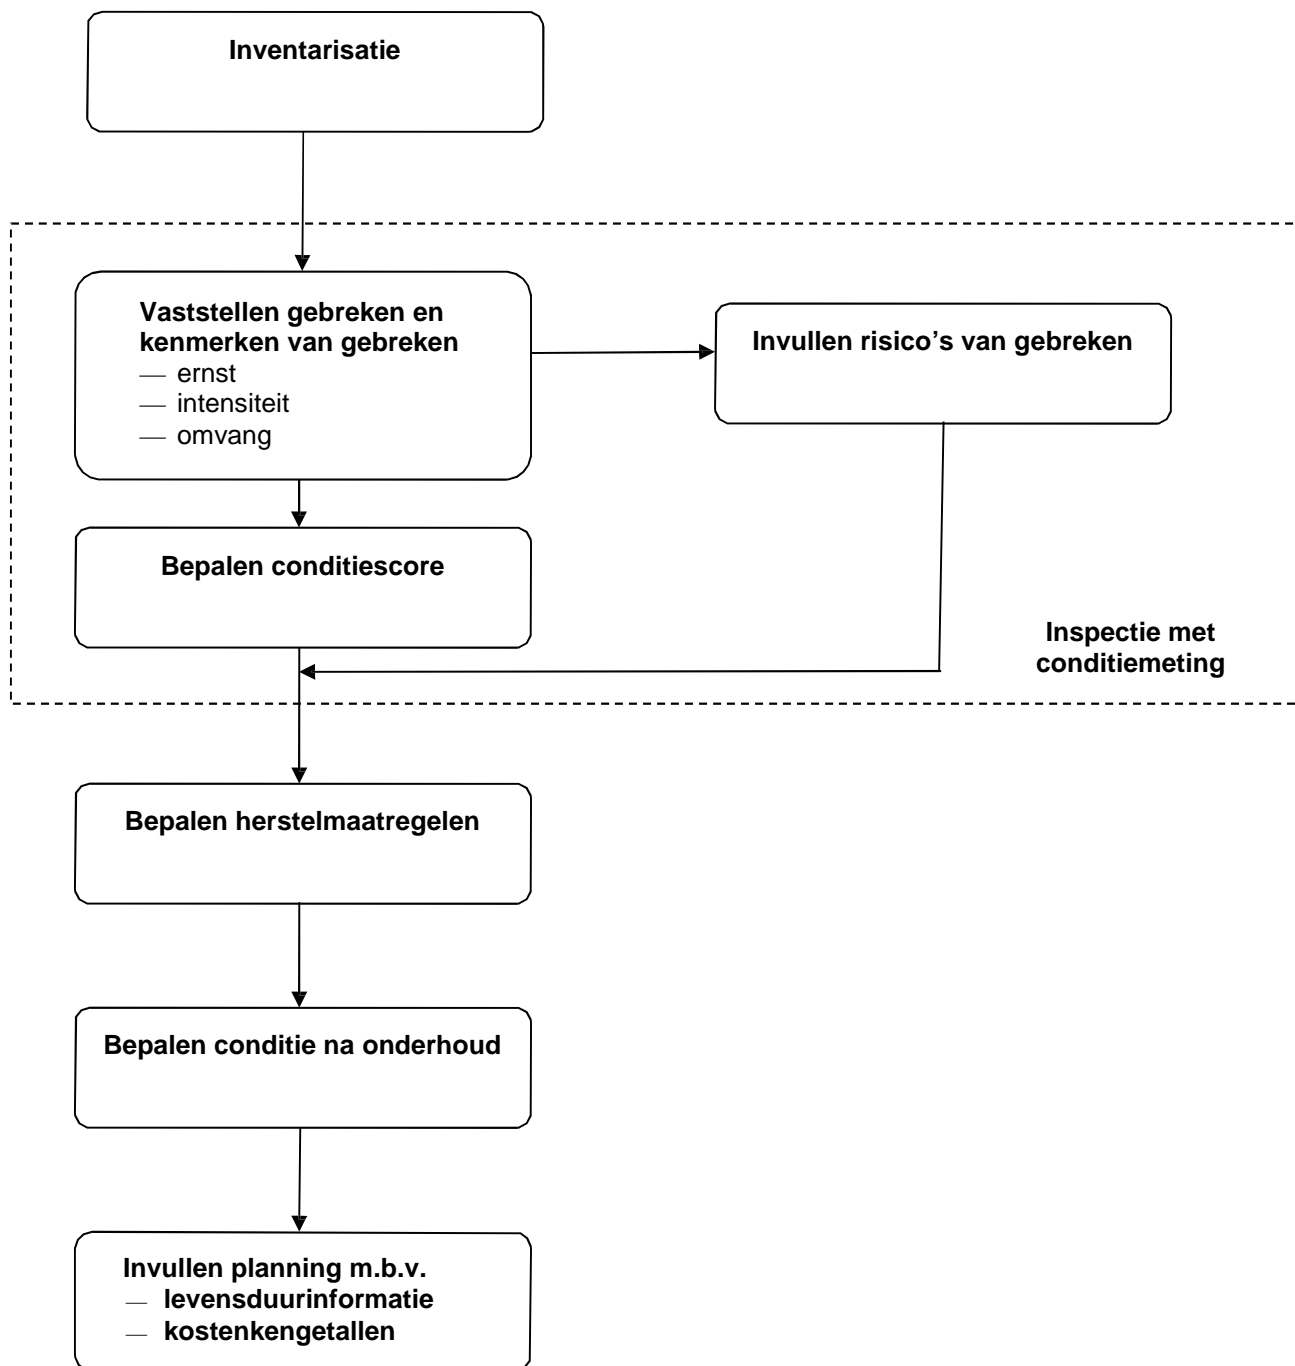 Inventarisatie
Vaststellen gebreken en
kenmerken van gebreken
— ernst
— intensiteit
— omvang
Invullen risico’s van gebreken
Bepalen conditiescore
Inspectie met
conditiemeting
Bepalen herstelmaatregelen
Bepalen conditie na onderhoud
Invullen planning m.b.v.
— levensduurinformatie
— kostenkengetallen